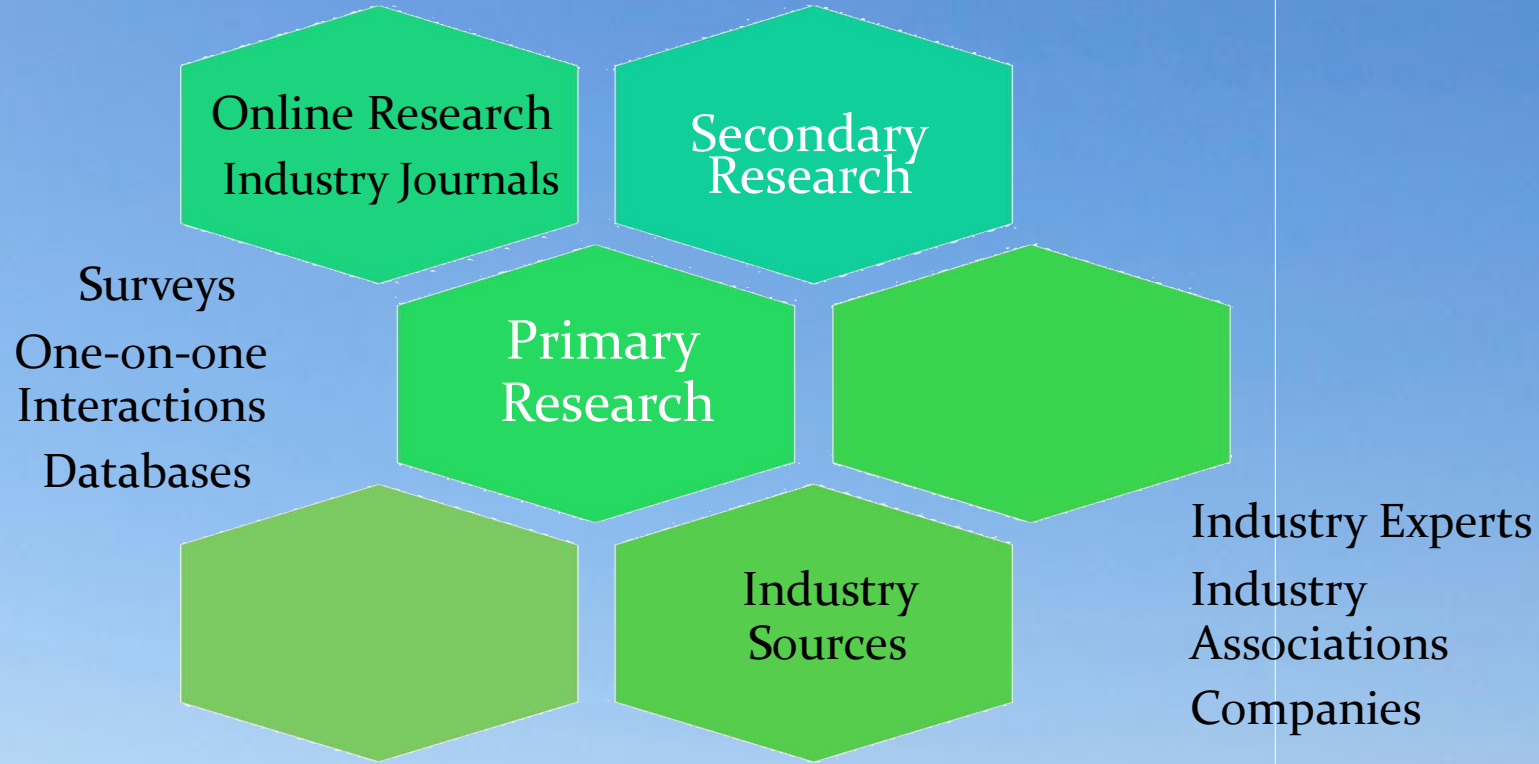 Online Research
Industry Journals
Secondary
Research
Surveys
One-on-one
Interactions
Databases
Primary
Research
Industry
Sources
Industry Experts
Industry
Associations
Companies